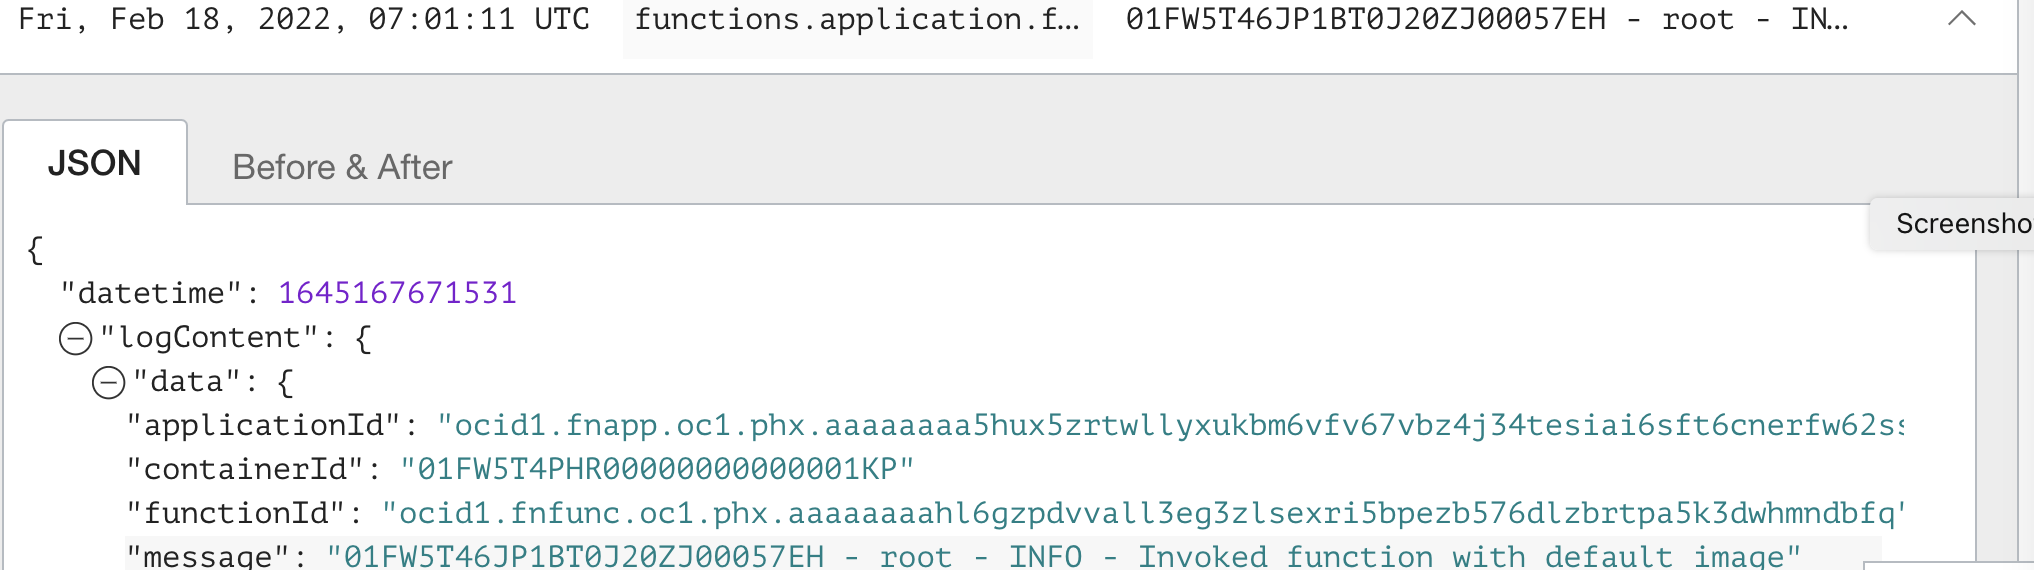 Fri, Feb 18, 2022, 07:01:11 UTC functions.application.f… 01FW5T46JP1BT0J20ZJ00057EH - root - IN…
JSON Before & After
Screensho
{
"datetime": 1645167671531
"logContent": {
"data": {
"applicationId": "ocid1.fnapp.oc1.phx.aaaaaaaa5hux5zrtwllyxukbm6vfv67vbz4j34tesiai6sft6cnerfw62ss
"containerId": "01FW5T4PHR00000000000001KP"
"functionId": "ocid1.fnfunc.oc1.phx.aaaaaaaahl6gzpdvvall3eg3zlsexri5bpezb576dlzbrtpa5k3dwhmndbfq"
"message": "01FW5T46JP1BT0J20ZJ00057EH - root - INFO - Invoked function with default image"